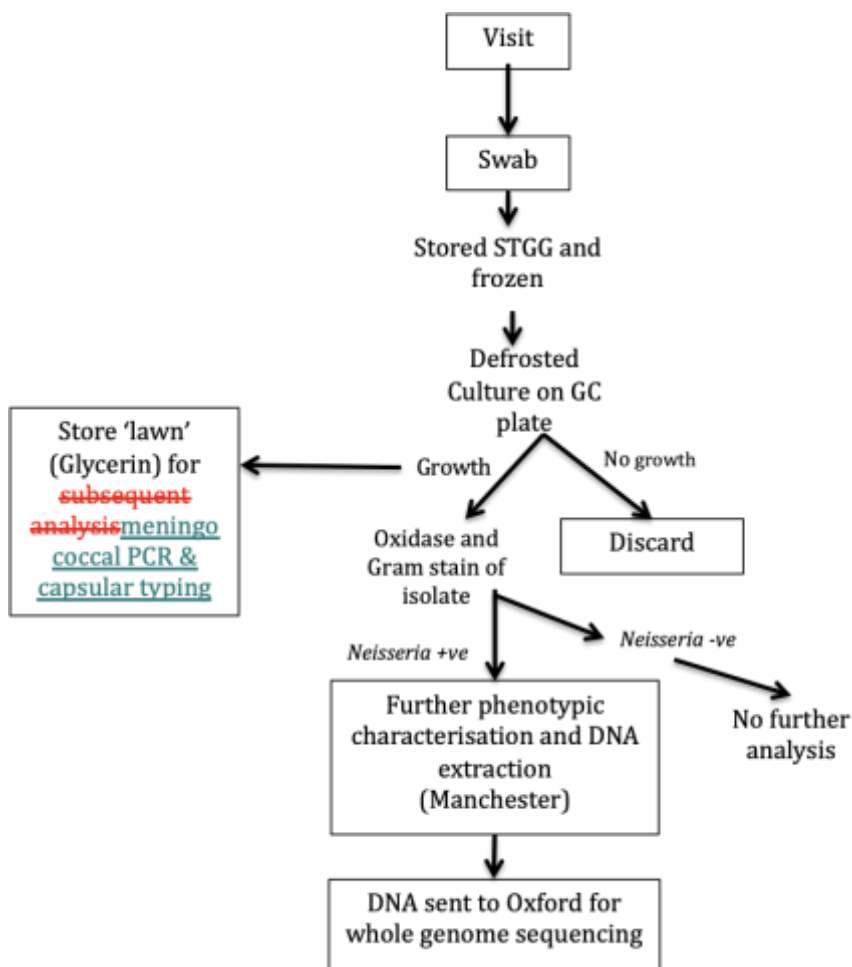 Visit
Swab
Stored STGG and
frozen
Defrosted
Culture on GC
plate
Store ‘lawn’
(Glycerin) for
subsequent
analysismeningo
coccal PCR &
capsular typing
Growth
No growth
Oxidase and
Gram stain of
isolate
Discard
Neisseria +ve
Neisseria -ve
Further phenotypic
characterisation and DNA
extraction
(Manchester)
No further
analysis
DNA sent to Oxford for
whole genome sequencing